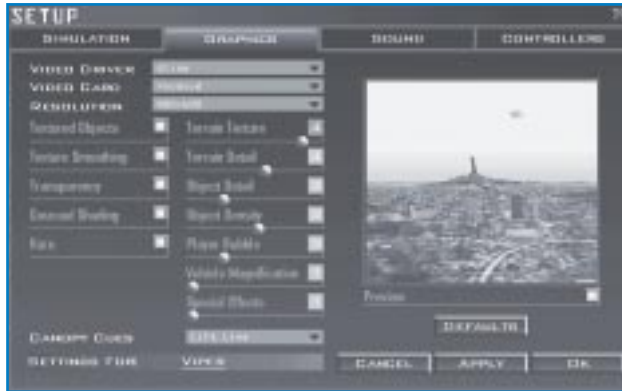 SETUP
SIMULATION GRAPHICS SOUND CONTROLLERS
VIDEO DRIVER
VIDEO CARD
RESOLUTION
Textured Objects
Terrain Texture
Texture Smoothing
Terrain Detail
Transparency
Object Detail
Gouraud Shading
Object Density
Haze
Player Bubble
Vehicle Magnification
Special Effects
Preview
DEFAULTS
CANOPY CUES
SETTINGS FOR VIPER
CANCEL APPLY OK